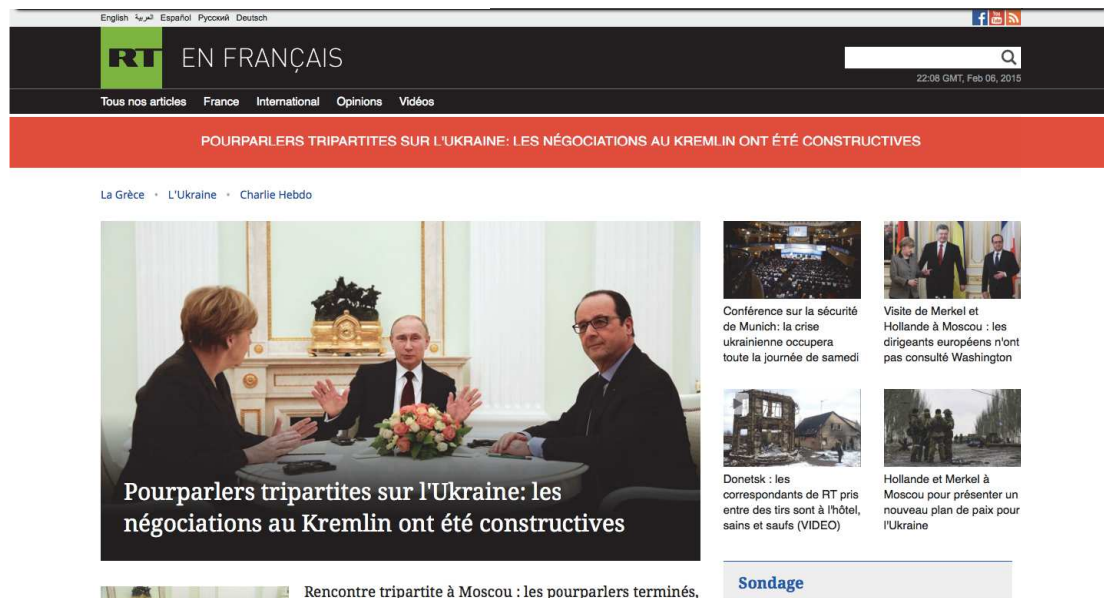 English العربية Español Русский Deutsch
RT EN FRANÇAIS
22:08 GMT, Feb 06, 2015
Tous nos articles France International Opinions Vidéos
POURPARLERS TRIPARTITES SUR L'UKRAINE: LES NÉGOCIATIONS AU KREMLIN ONT ÉTÉ CONSTRUCTIVES
La Grèce • L'Ukraine • Charlie Hebdo
Pourparlers tripartites sur l'Ukraine: les
négociations au Kremlin ont été constructives
Conférence sur la sécurité
de Munich: la crise
ukrainienne occupera
toute la journée de samedi
Visite de Merkel et
Hollande à Moscou : les
dirigeants européens n'ont
pas consulté Washington
Donetsk : les
correspondants de RT pris
entre des tirs sont à l'hôtel,
sains et saufs (VIDEO)
Hollande et Merkel à
Moscou pour présenter un
nouveau plan de paix pour
l'Ukraine
Rencontre tripartite à Moscou : les pourparlers terminés,
Sondage